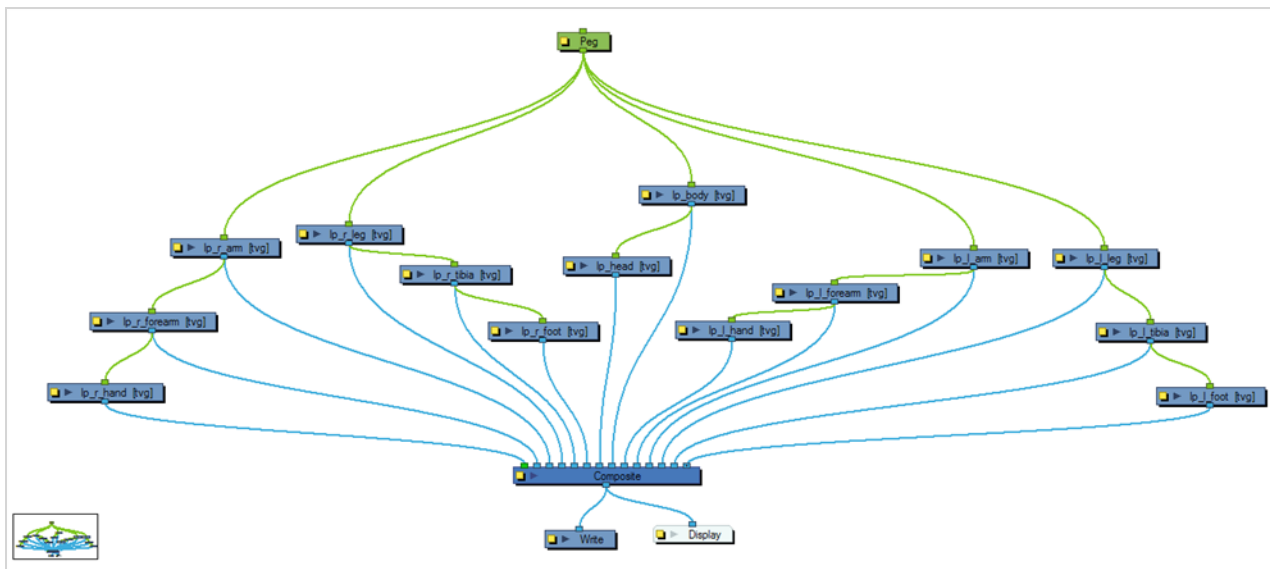 Peg
lp_body [tvg]
lp_r_leg [tvg]
lp_r_arm [tvg]
lp_l_arm [tvg]
lp_l_leg [tvg]
lp_head [tvg]
lp_r_tibia [tvg]
lp_l_forearm [tvg]
lp_r_forearm [tvg]
lp_r_foot [tvg]
lp_l_hand [tvg]
lp_l_tibia [tvg]
lp_r_hand [tvg]
lp_l_foot [tvg]
Composite
Write
Display